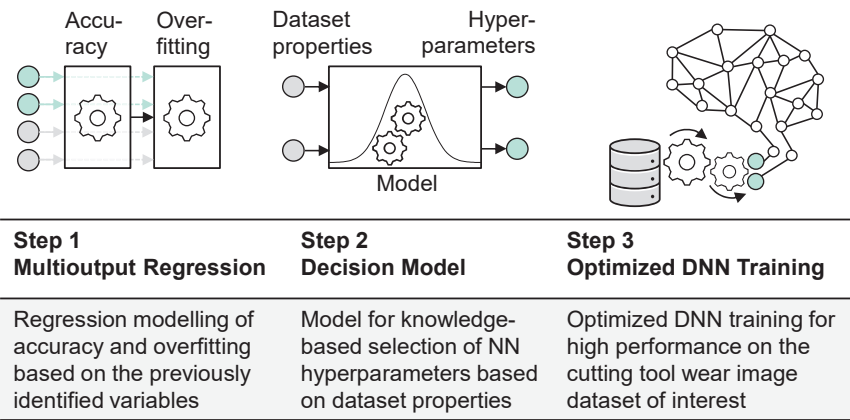 Accu-
racy
Over-
fitting
Dataset
properties
Hyper-
parameters
Model
Step 1
Multioutput Regression
Step 2
Decision Model
Step 3
Optimized DNN Training
Regression modelling of
accuracy and overfitting
based on the previously
identified variables
Model for knowledge-
based selection of NN
hyperparameters based
on dataset properties
Optimized DNN training for
high performance on the
cutting tool wear image
dataset of interest